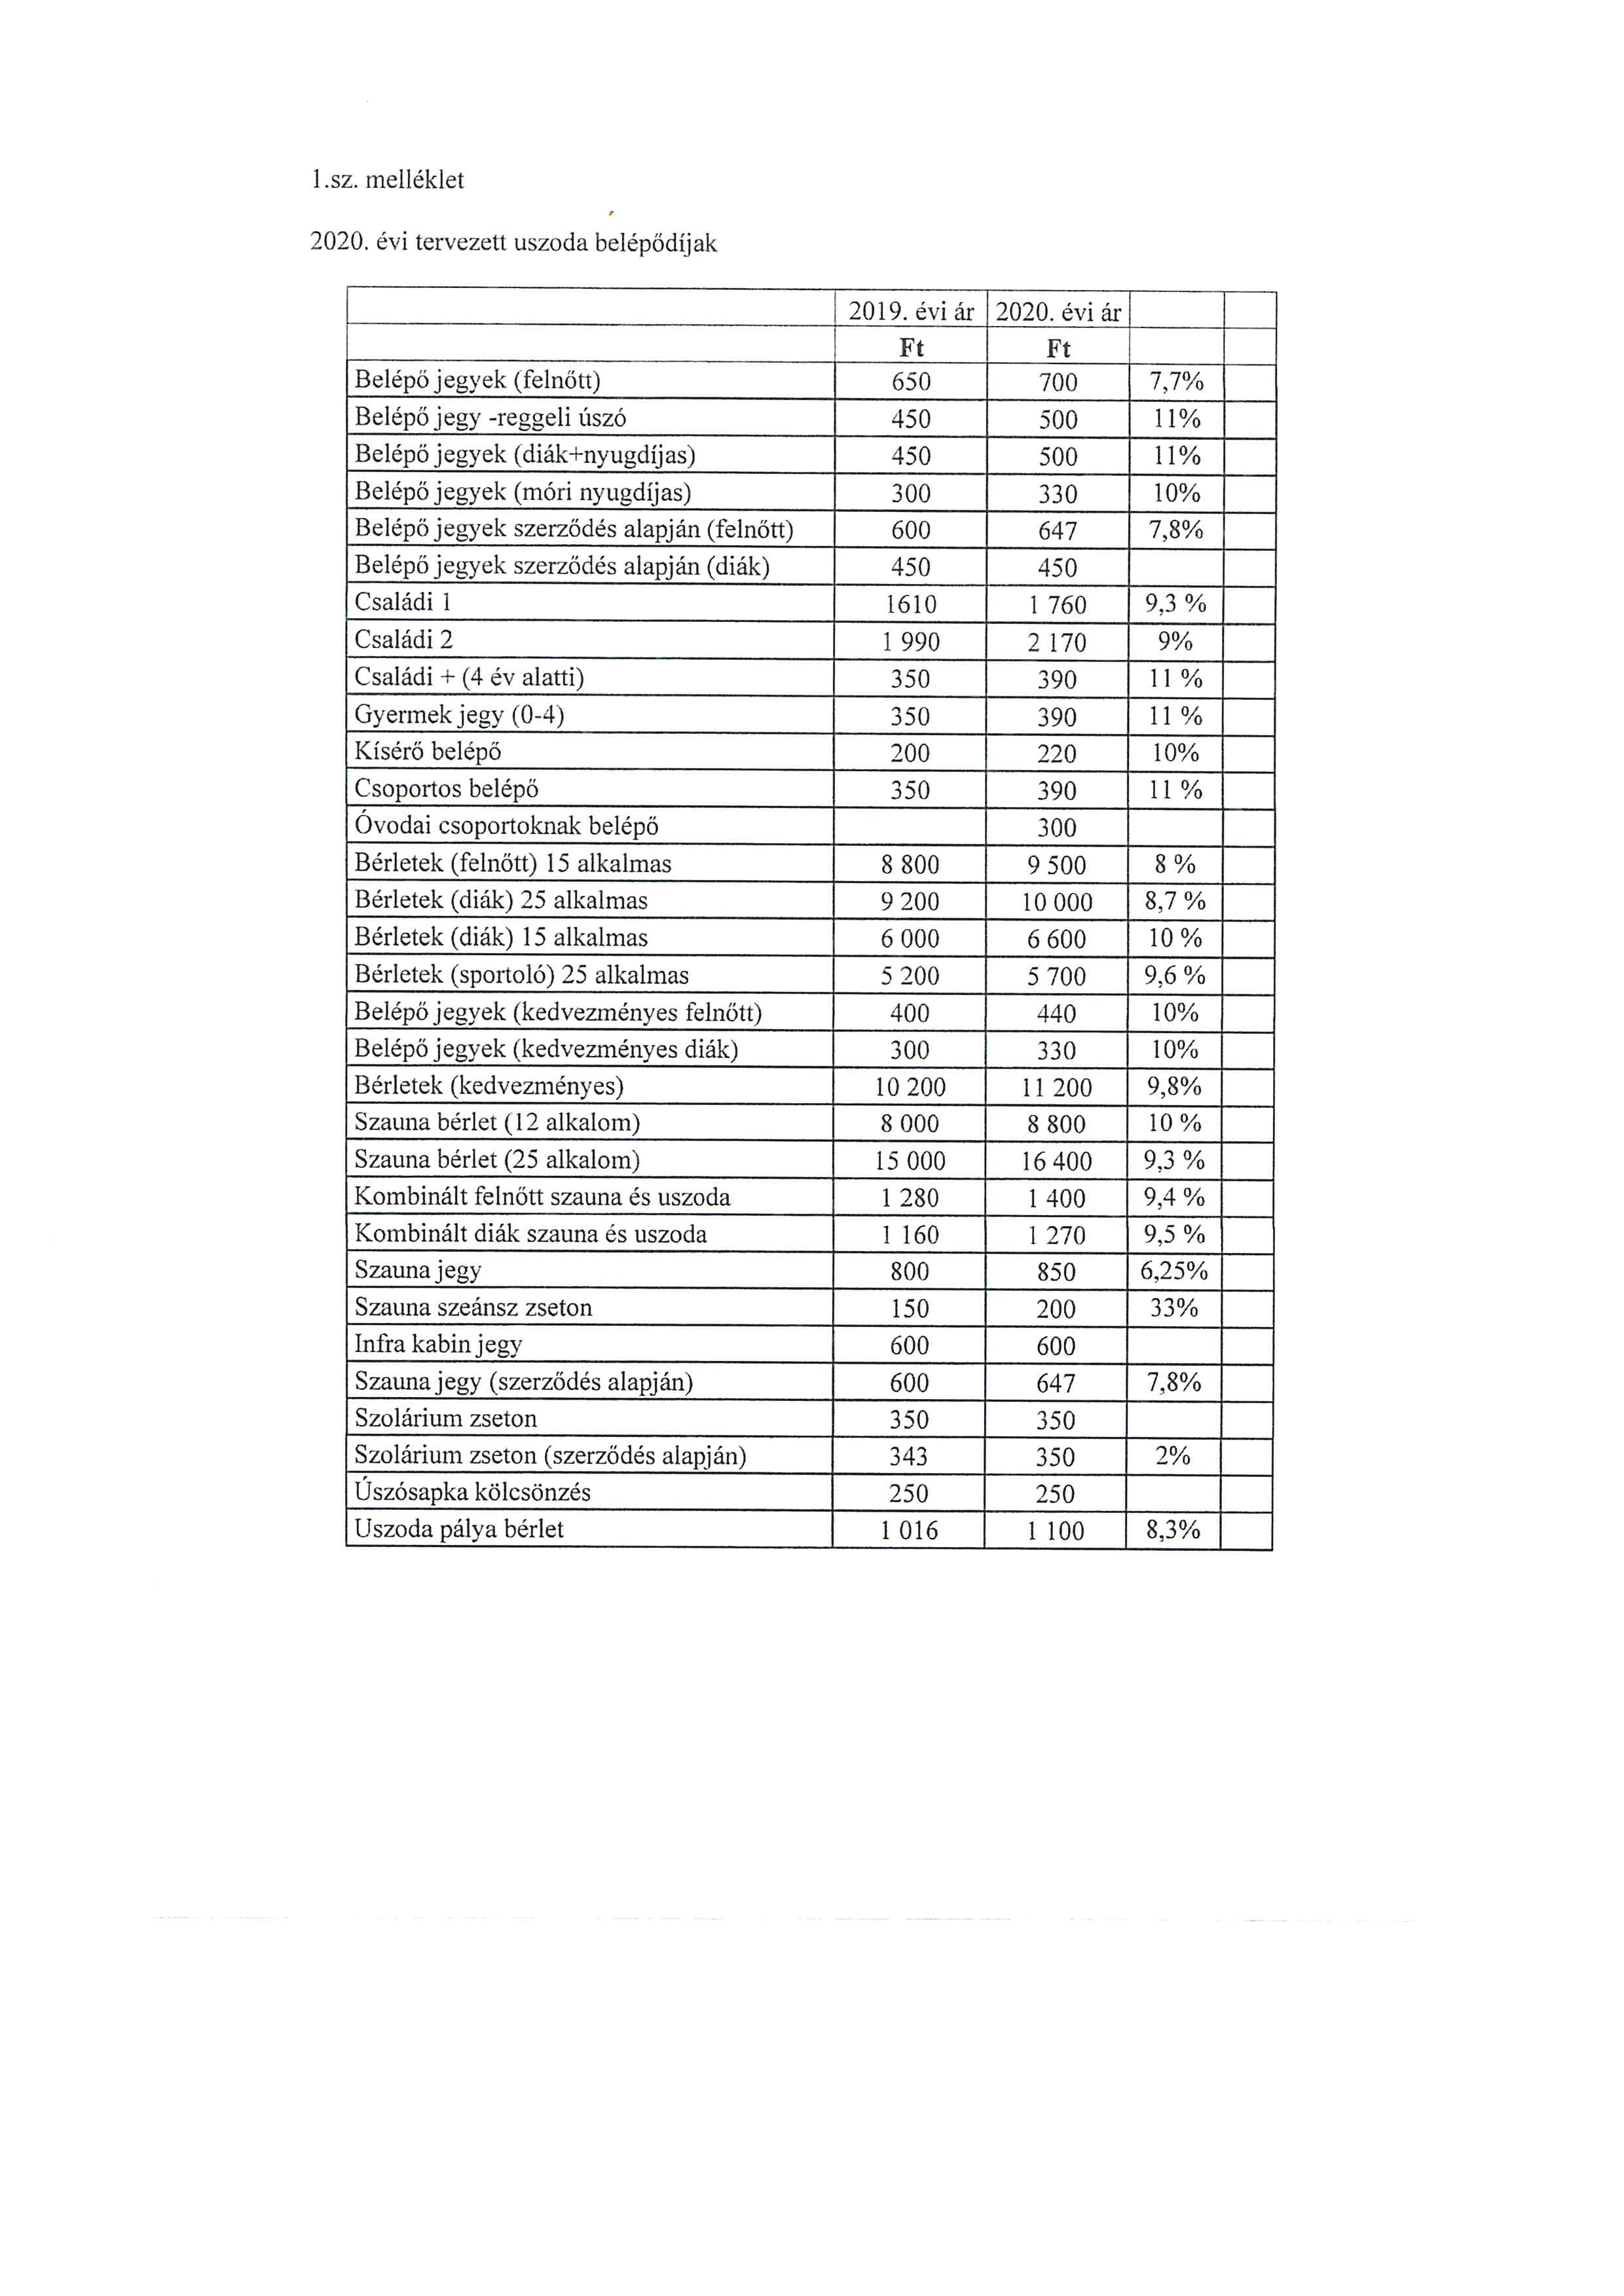 1.sz. melléklet
2020. évi tervezett uszoda belépődíjak
2019. évi ár 2020. évi ár
Ft Ft
Belépő jegyek (felnőtt) 650 700 7,7%
Belépő jegy -reggeli úszó 450 500 11%
Belépő jegyek (diák+nyugdíjas) 450 500 11%
Belépő jegyek (móri nyugdíjas) 300 330 10%
Belépő jegyek szerződés alapján (felnőtt) 600 647 7,8%
Belépő jegyek szerződés alapján (diák) 450 450
Családi 1 1610 1 760 9,3 %
Családi 2 1 990 2 170 9%
Családi + (4 év alatti) 350 390 11 %
Gyermek jegy (0-4) 350 390 11 %
Kísérő belépő 200 220 10%
Csoportos belépő 350 390 11 %
Óvodai csoportoknak belépő 300
Bérletek (felnőtt) 15 alkalmas 8 800 9 500 8 %
Bérletek (diák) 25 alkalmas 9 200 10 000 8,7 %
Bérletek (diák) 15 alkalmas 6 000 6 600 10 %
Bérletek (sportoló) 25 alkalmas 5 200 5 700 9,6 %
Belépő jegyek (kedvezményes felnőtt) 400 440 10%
Belépő jegyek (kedvezményes diák) 300 330 10%
Bérletek (kedvezményes) 10 200 11 200 9,8%
Szauna bérlet (12 alkalom) 8 000 8 800 10 %
Szauna bérlet (25 alkalom) 15 000 16 400 9,3 %
Kombinált felnőtt szauna és uszoda 1 280 1 400 9,4 %
Kombinált diák szauna és uszoda 1 160 1 270 9,5 %
Szauna jegy 800 850 6,25%
Szauna szeánsz zseton 150 200 33%
Infra kabin jegy 600 600
Szauna jegy (szerződés alapján) 600 647 7,8%
Szolárium zseton 350 350
Szolárium zseton (szerződés alapján) 343 350 2%
Úszósapka kölcsönzés 250 250
Uszoda pálya bérlet 1 016 1 100 8,3%